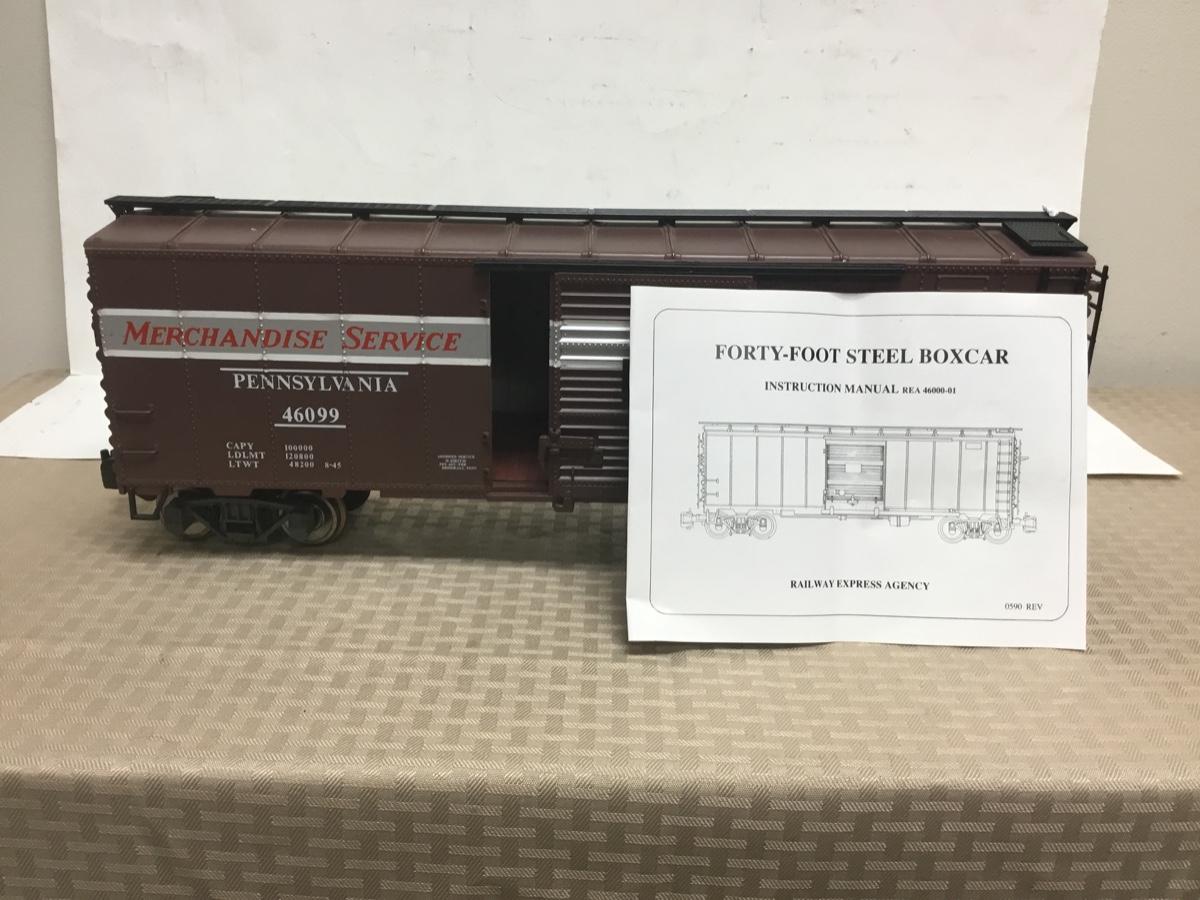 MERCHANDISE SERVICE
PENNSYLVANIA
46099
CAPY 100000
LDLMT 120800
LTWT 48200 8-45
FORTY-FOOT STEEL BOXCAR
INSTRUCTION MANUAL REA 46000-01
RAILWAY EXPRESS AGENCY
0590 REV